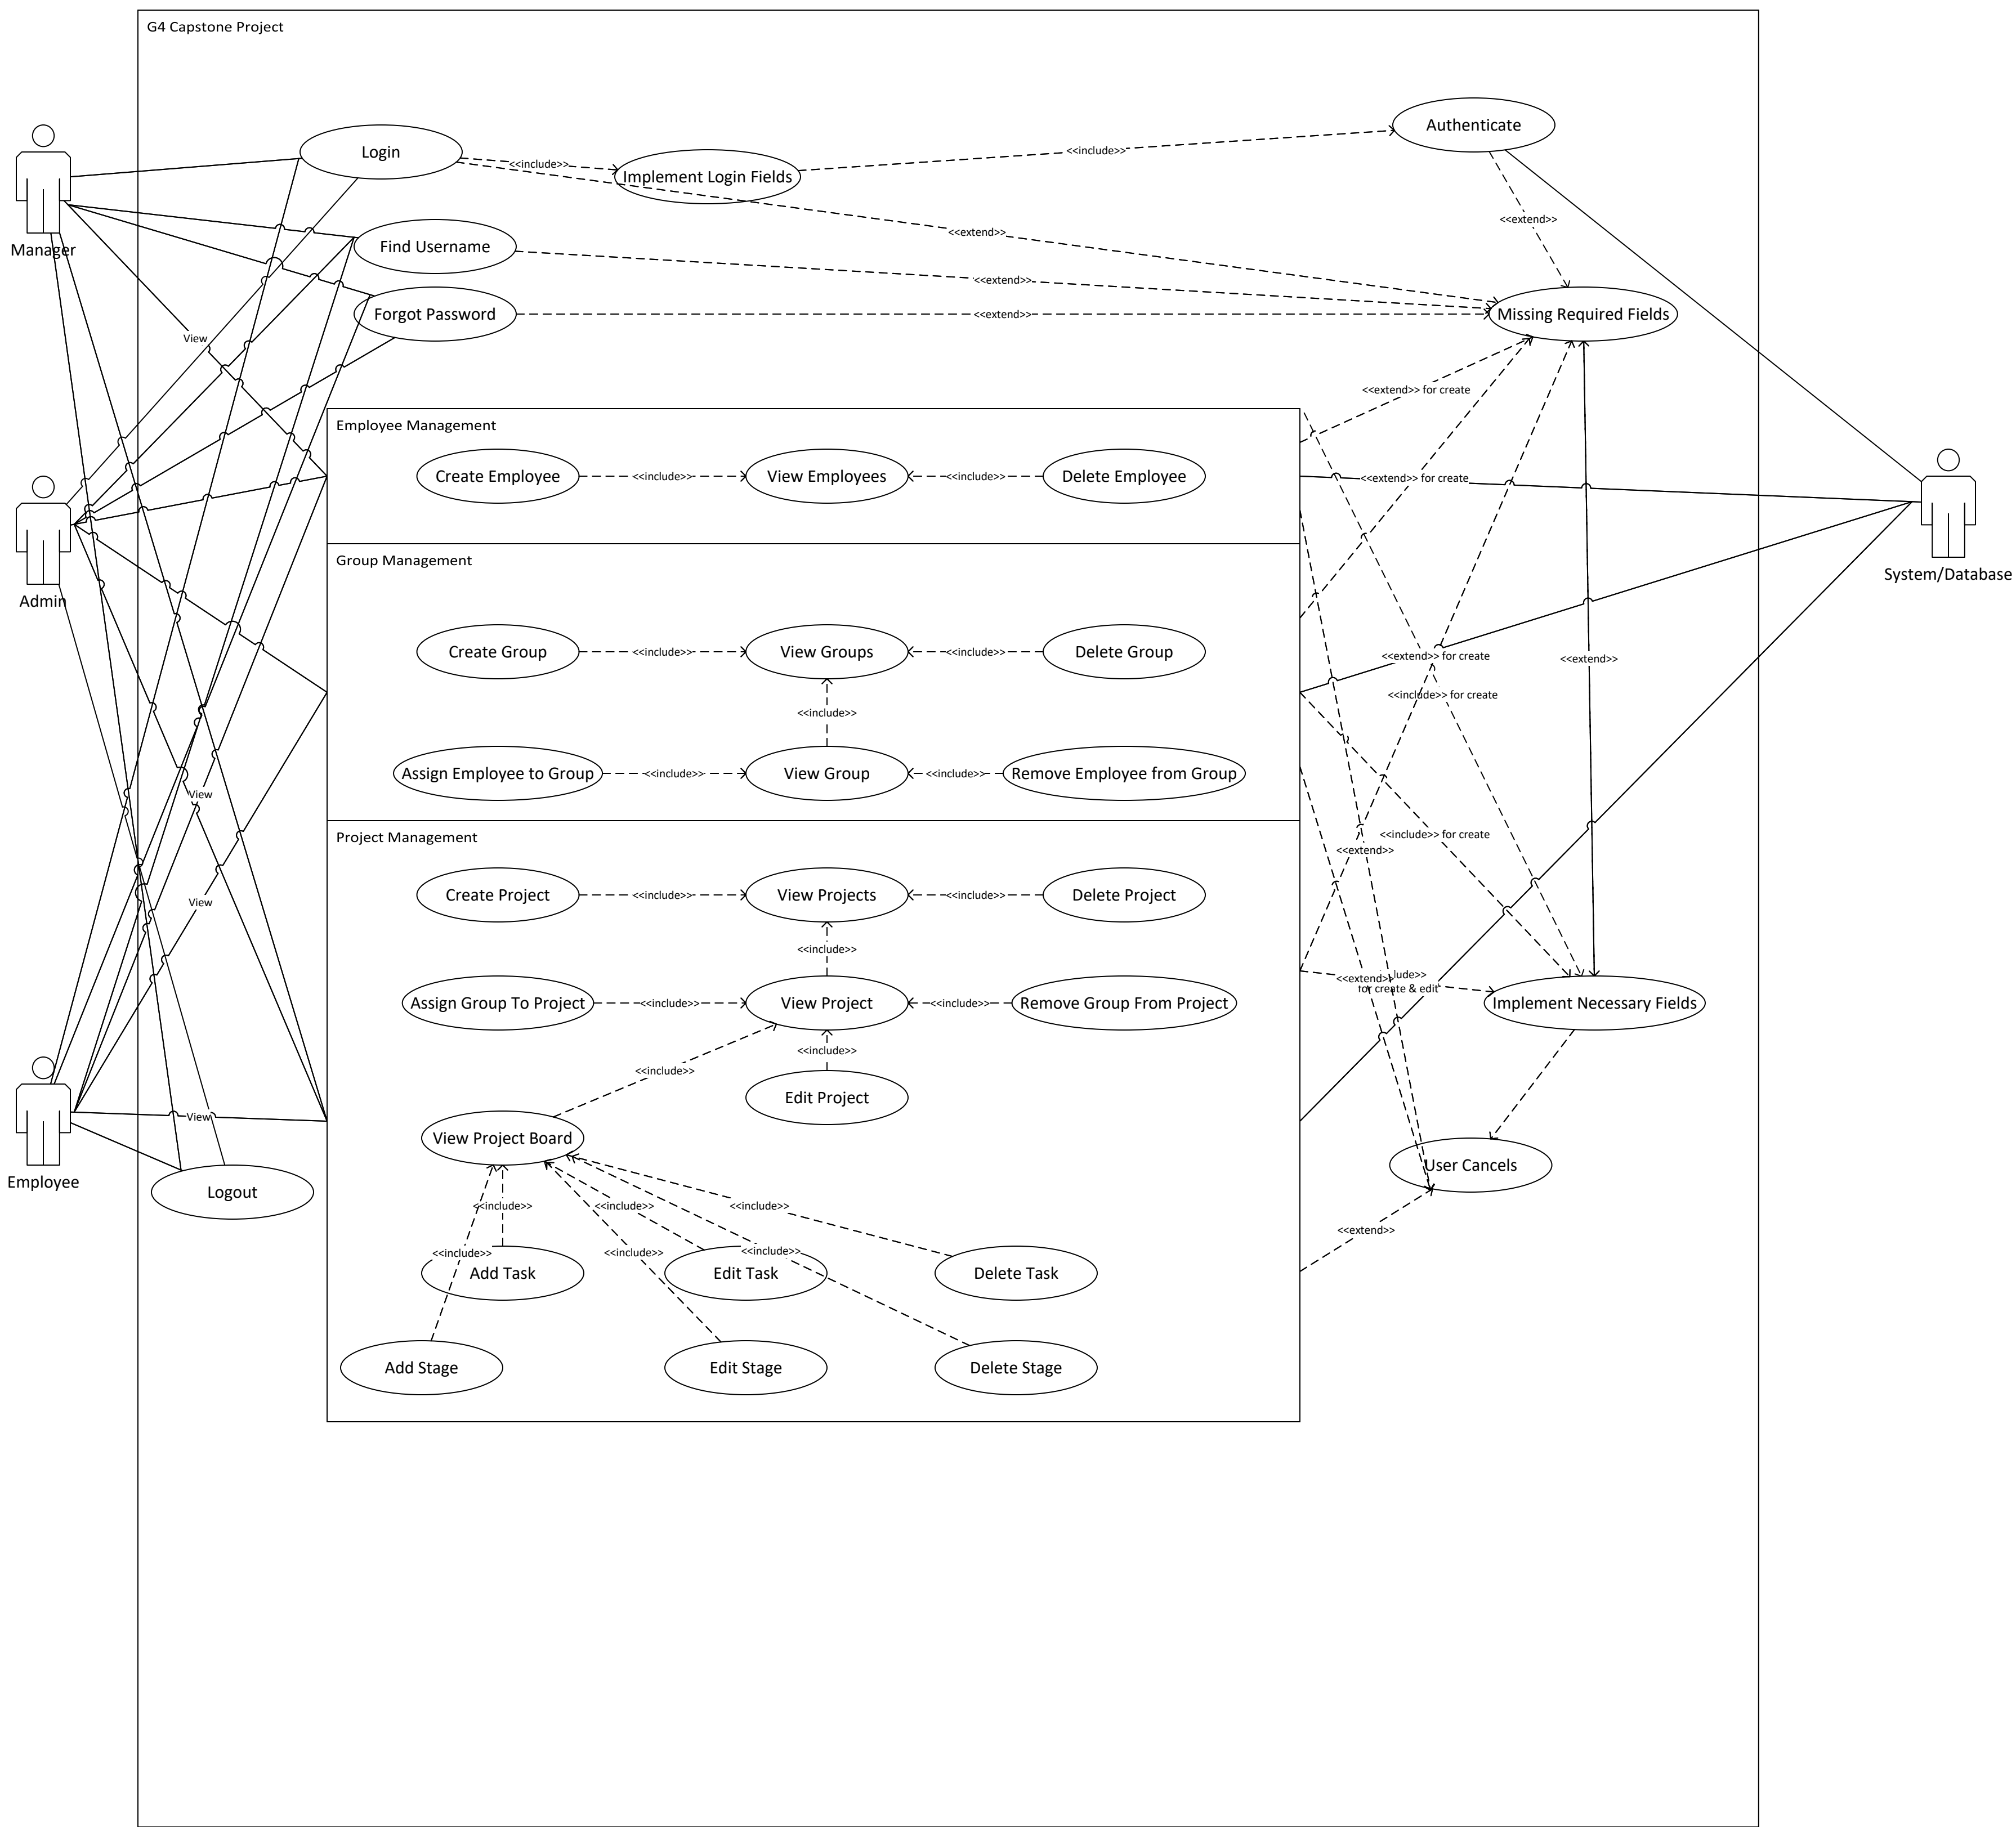 G4 Capstone Project
Authenticate
Login
<<include>>
<<include>>
Implement Login Fields
Manager
<<extend>>
<<extend>>
Find Username
<<extend>>
Forgot Password
<<extend>>
Missing Required Fields
View
<<extend>> for create
Employee Management
Create Employee
<<include>>
View Employees
<<include>>
Delete Employee
<<extend>> for create
System/Database
Group Management
Admin
Create Group
<<include>>
View Groups
<<include>>
Delete Group
<<extend>> for create
<<extend>>
<<include>> for create
<<include>>
Assign Employee to Group
<<include>>
View Group
<<include>>
Remove Employee from Group
View
Project Management
<<include>> for create
<<extend>>
Create Project
<<include>>
View Projects
<<include>>
Delete Project
View
<<include>>
Assign Group To Project
<<include>>
View Project
<<include>>
Remove Group From Project
<<extend>>
lude>>
for create & edit
Implement Necessary Fields
<<include>>
<<include>>
Edit Project
View
View Project Board
User Cancels
Employee
Logout
<<include>>
<<include>>
<<include>>
<<extend>>
<<include>>
<<include>>
<<include>>
Add Task
Edit Task
Delete Task
Add Stage
Edit Stage
Delete Stage